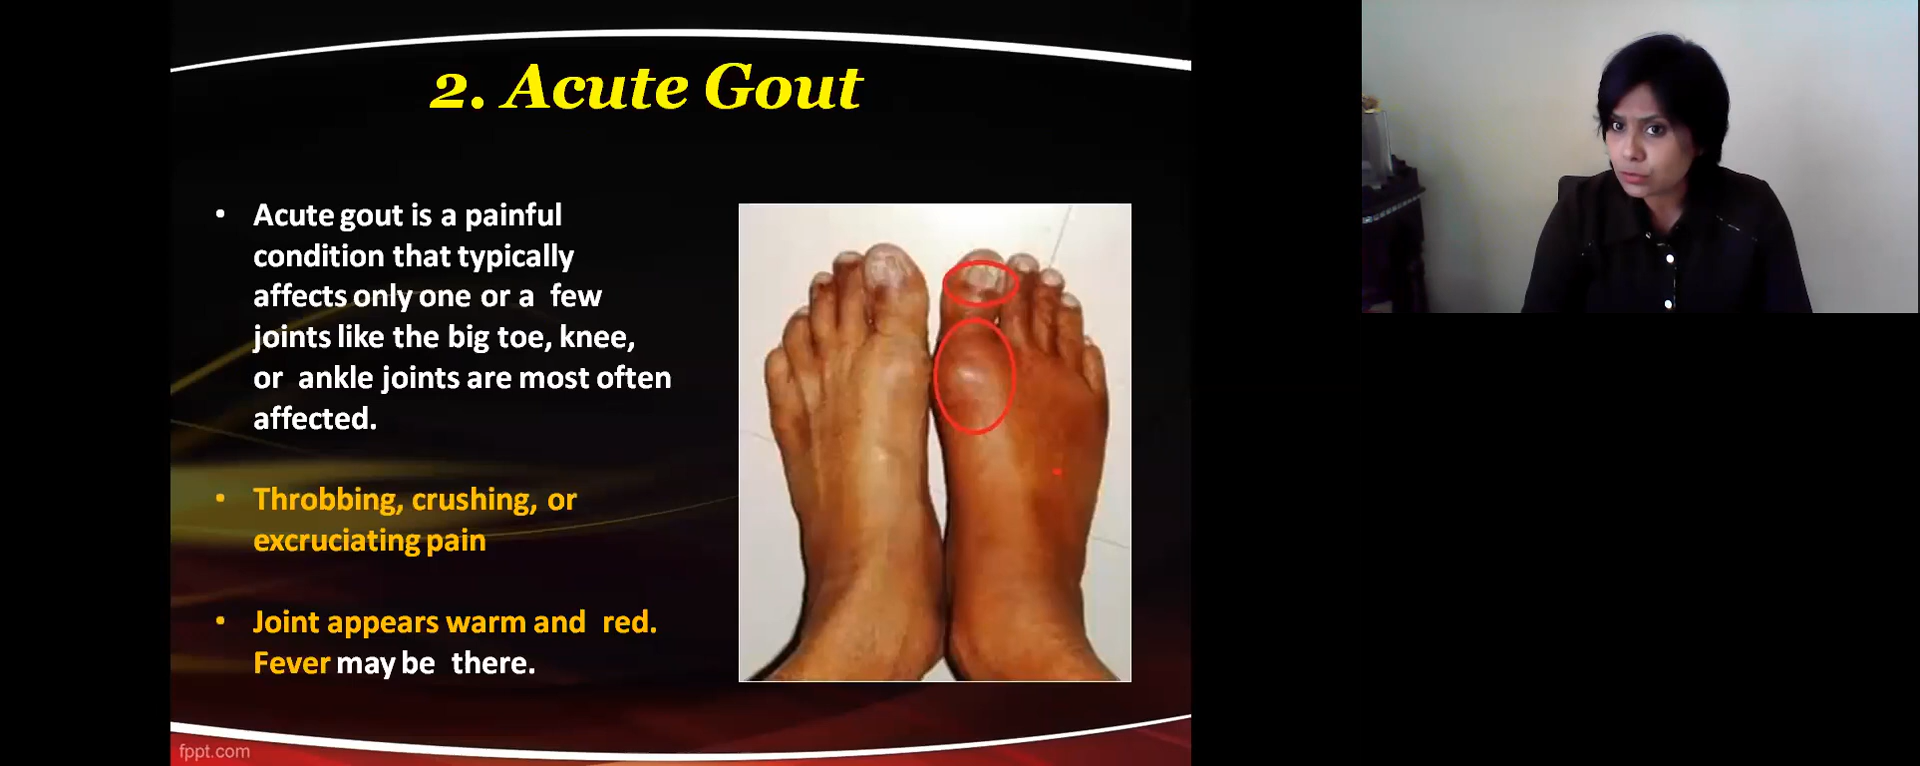 2. Acute Gout
• Acute gout is a painful
condition that typically
affects only one or a few
joints like the big toe, knee,
or ankle joints are most often
affected.
• Throbbing, crushing, or
excruciating pain
• Joint appears warm and red.
Fever may be there.
fppt.com